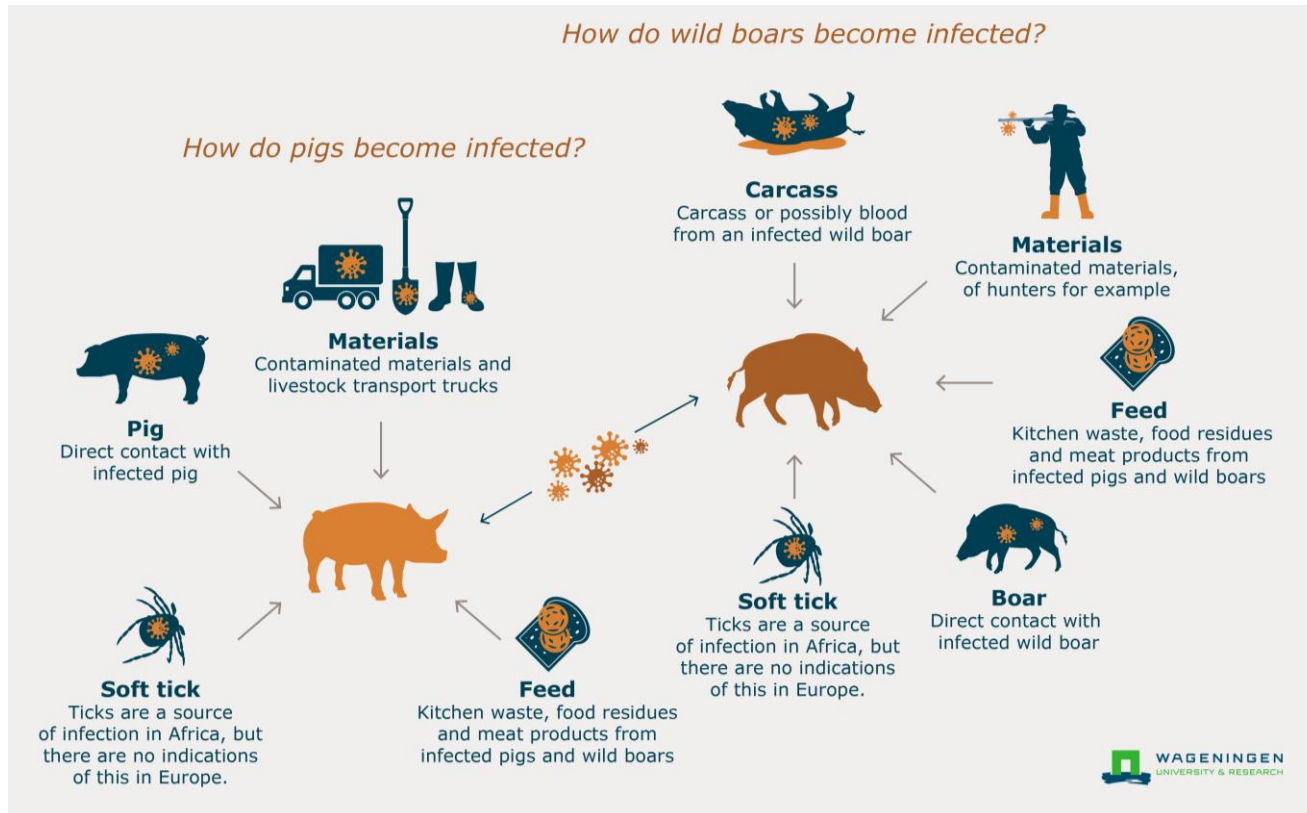 How do wild boars become infected?
How do pigs become infected?
Carcass
Carcass or possibly blood
from an infected wild boar
Materials
Contaminated materials,
of hunters for example
Materials
Contaminated materials and
livestock transport trucks
Pig
Direct contact with
infected pig
Feed
Kitchen waste, food residues
and meat products from
infected pigs and wild boars
Soft tick
Ticks are a source
of infection in Africa, but
there are no indications
of this in Europe.
Boar
Direct contact with
infected wild boar
Soft tick
Ticks are a source
of infection in Africa, but
there are no indications
of this in Europe.
Feed
Kitchen waste, food residues
and meat products from
infected pigs and wild boars
WAGENINGEN
UNIVERSITY & RESEARCH